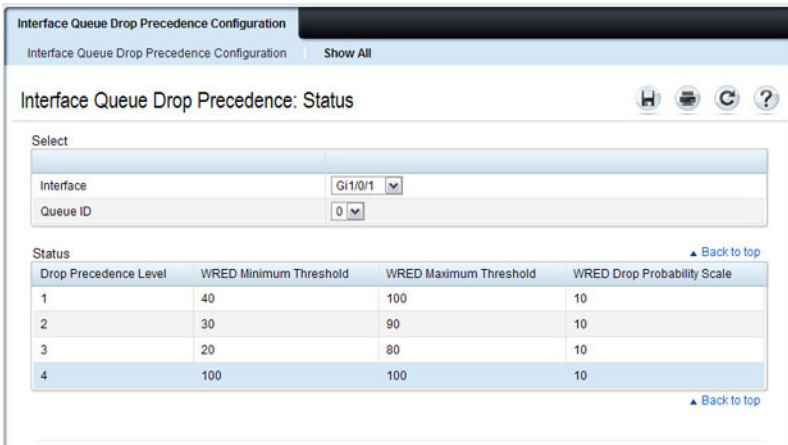 Interface Queue Drop Precedence Configuration
Interface Queue Drop Precedence Configuration Show All
Interface Queue Drop Precedence: Status
?
Select
Interface Gi1/0/1
Queue ID 0
Status ▲ Back to top
Drop Precedence Level WRED Minimum Threshold WRED Maximum Threshold WRED Drop Probability Scale
1 40 100 10
2 30 90 10
3 20 80 10
4 100 100 10
▲ Back to top